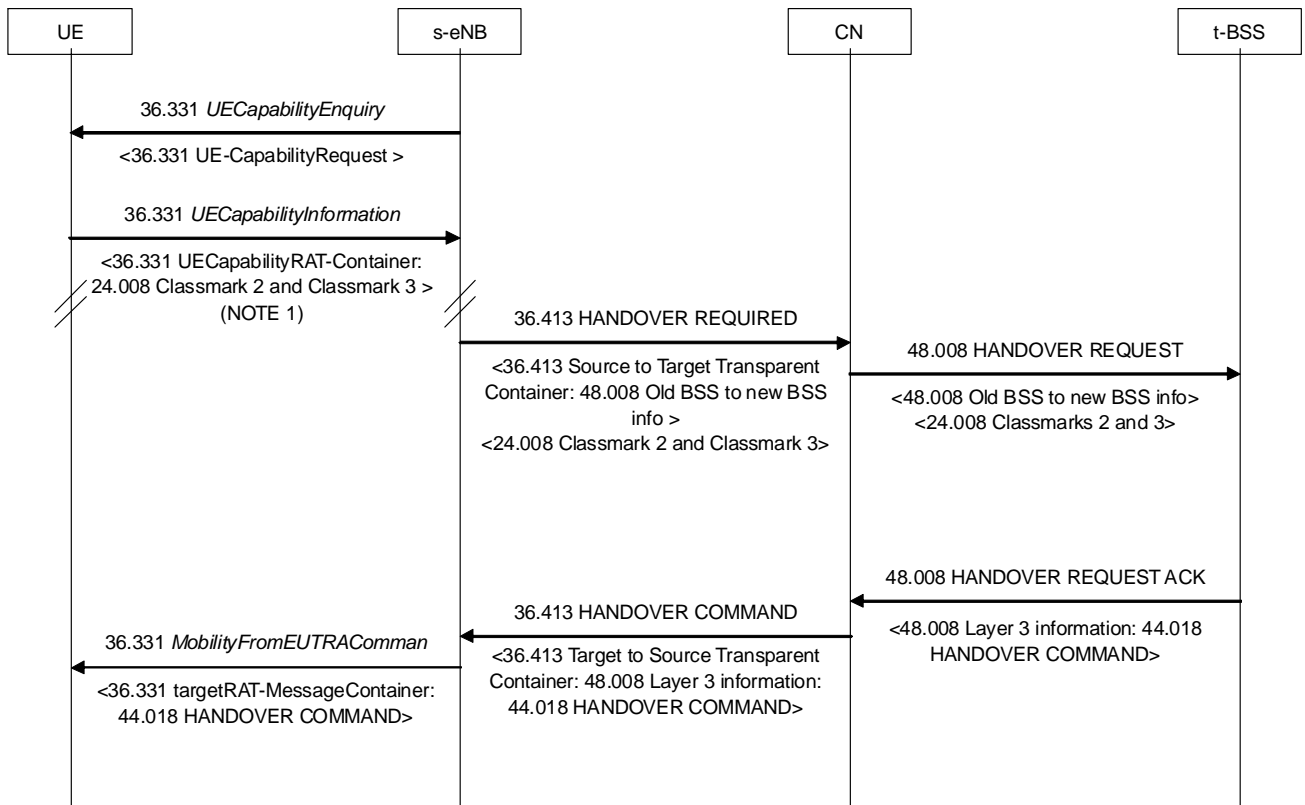 UE
s-eNB
CN
t-BSS
36.331 UECapabilityEnquiry
<36.331 UE-CapabilityRequest >
36.331 UECapabilityInformation
<36.331 UECapabilityRAT-Container:
24.008 Classmark 2 and Classmark 3 >
(NOTE 1)
36.413 HANDOVER REQUIRED
<36.413 Source to Target Transparent
Container: 48.008 Old BSS to new BSS
info >
<24.008 Classmark 2 and Classmark 3>
48.008 HANDOVER REQUEST
<48.008 Old BSS to new BSS info>
<24.008 Classmarks 2 and 3>
48.008 HANDOVER REQUEST ACK
<48.008 Layer 3 information: 44.018
HANDOVER COMMAND>
36.413 HANDOVER COMMAND
<36.413 Target to Source Transparent
Container: 48.008 Layer 3 information:
44.018 HANDOVER COMMAND>
36.331 MobilityFromEUTRAComman
<36.331 targetRAT-MessageContainer:
44.018 HANDOVER COMMAND>